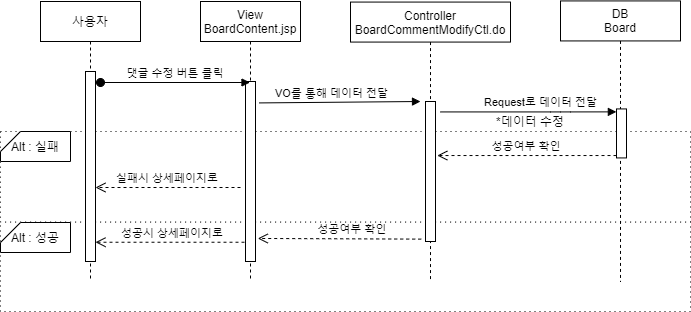 사용자
View
BoardContent.jsp
Controller
BoardCommentModifyCtl.do
DB
Board
댓글 수정 버튼 클릭
VO를 통해 데이터 전달
Request로 데이터 전달
*데이터 수정
Alt : 실패
성공여부 확인
실패시 상세페이지로
Alt : 성공
성공시 상세페이지로
성공여부 확인